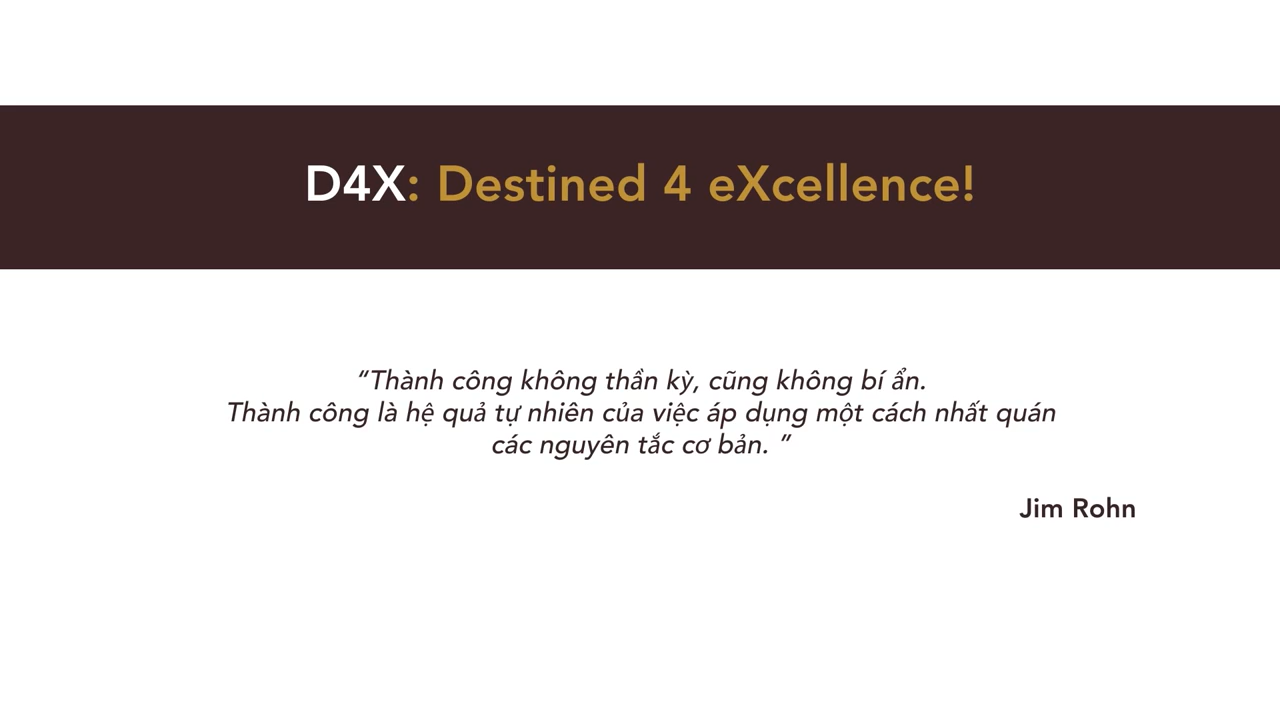 D4X: Destined 4 eXcellence!
“Thành công không thần kỳ, cũng không bí ẩn.
Thành công là hệ quả tự nhiên của việc áp dụng một cách nhất quán
các nguyên tắc cơ bản. ”
Jim Rohn